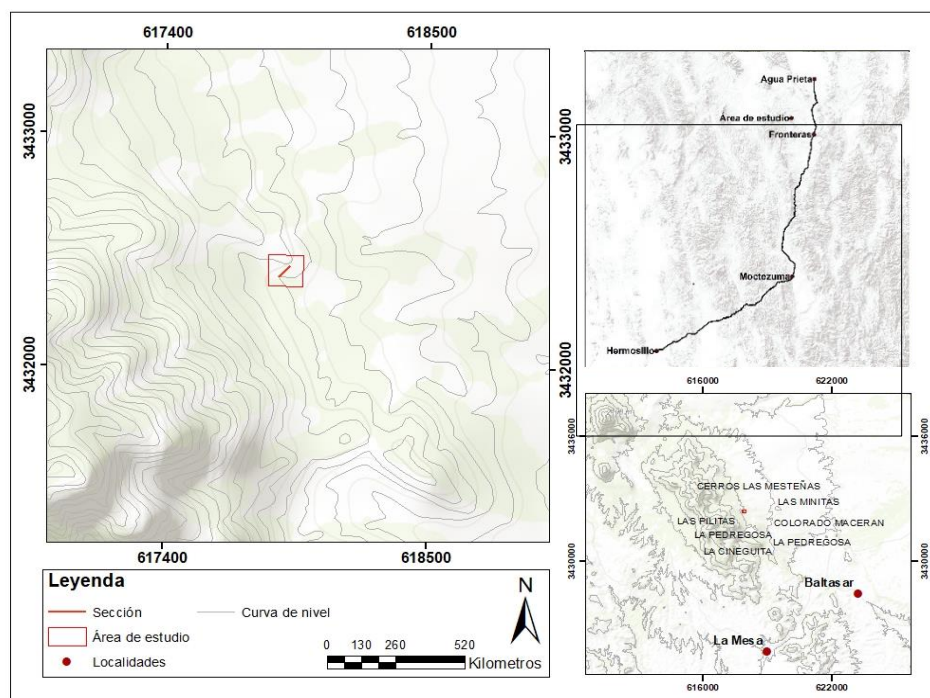 617400 618500
3433000 3433000
3432000 3432000
617400 618500
Agua Prieta
Área de estudio
Fronteras
Moctezuma
Hermosillo
616000 622000
3436000 3436000
CERROS LAS MESTEÑAS
LAS MINITAS
LAS PILITAS
COLORADO MACERAN
LA PEDREGOSA
LA PEDREGOSA
LA CINEGUITA
3430000 3430000
Baltasar
La Mesa
616000 622000
Leyenda
Sección
Curva de nivel
Área de estudio
Localidades
N
0 130 260 520
Kilometros